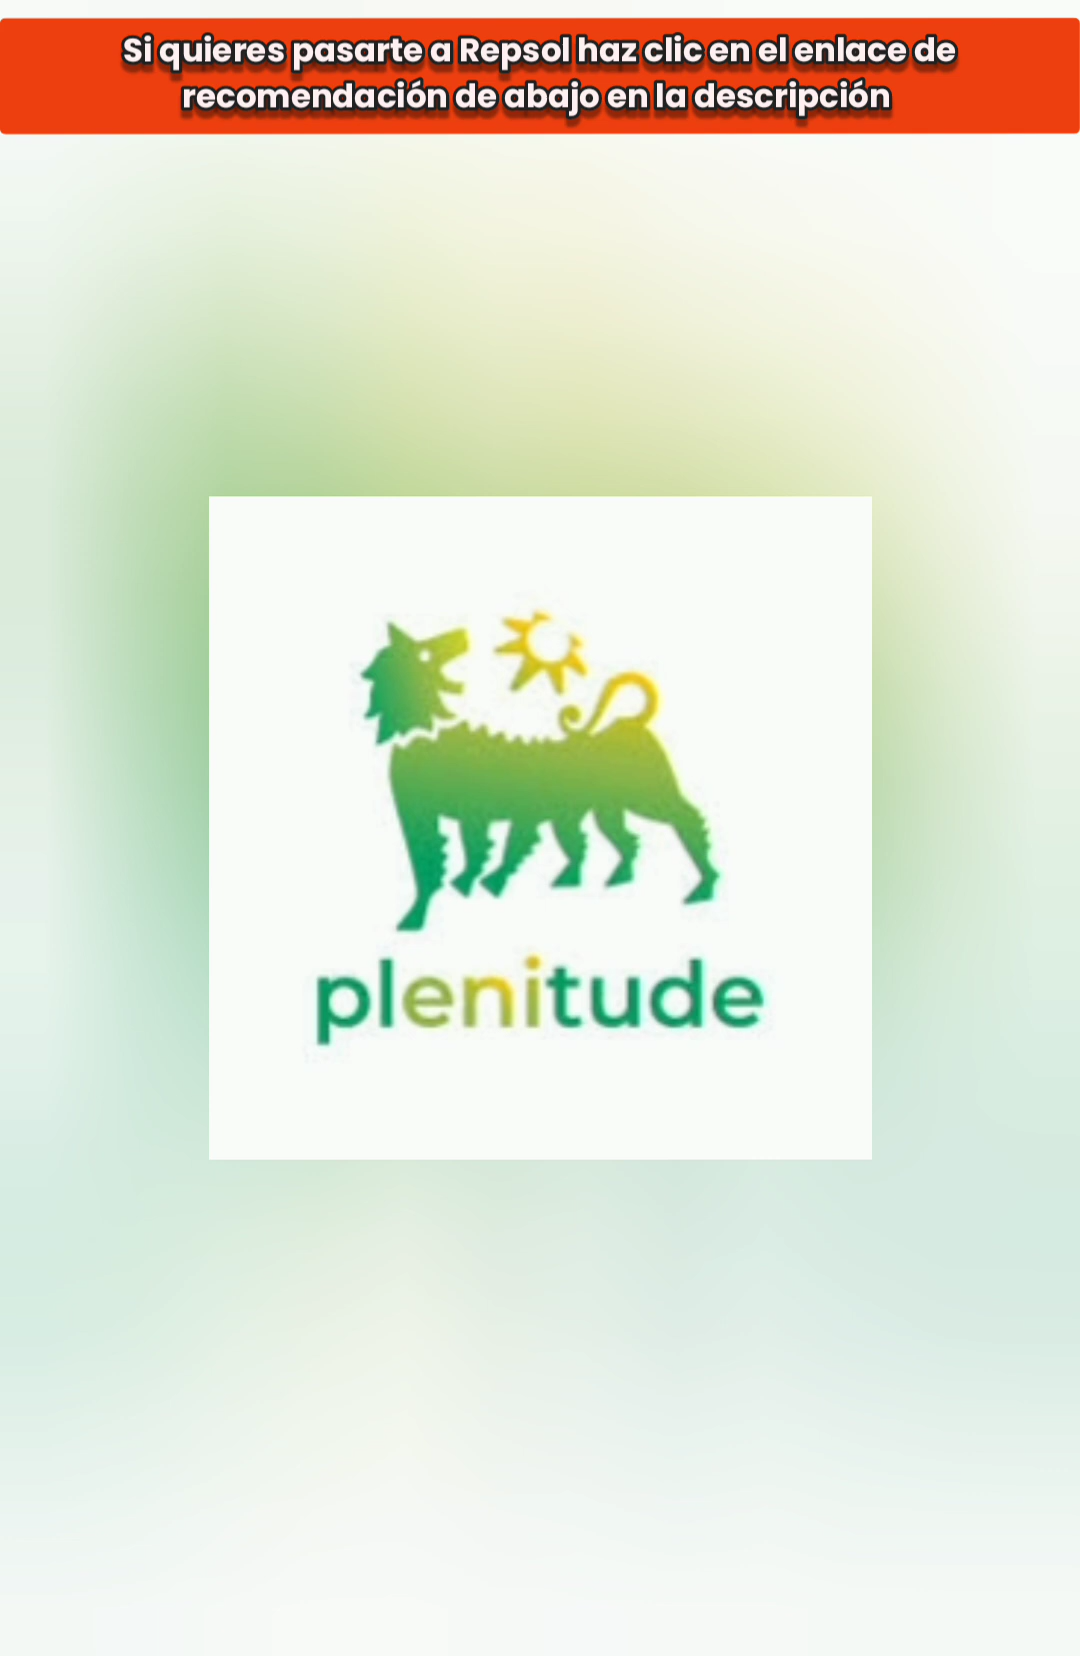 Si quieres pasarte a Repsol haz clic en el enlace de
recomendación de abajo en la descripción
plenitude